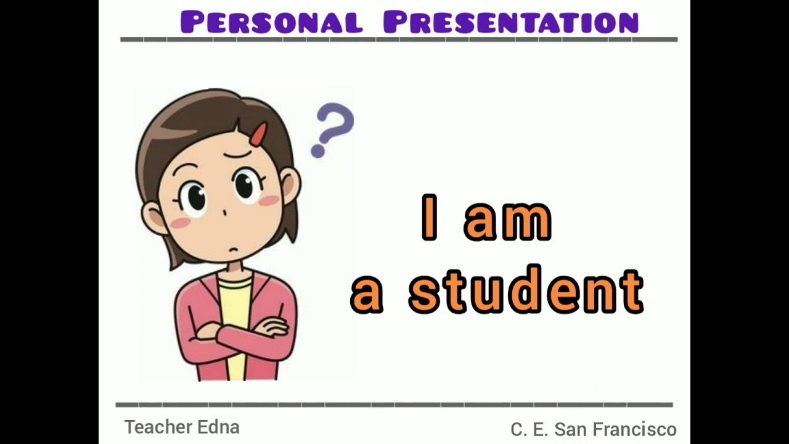 Personal Presentation
?
I am
a student
Teacher Edna
C. E. San Francisco